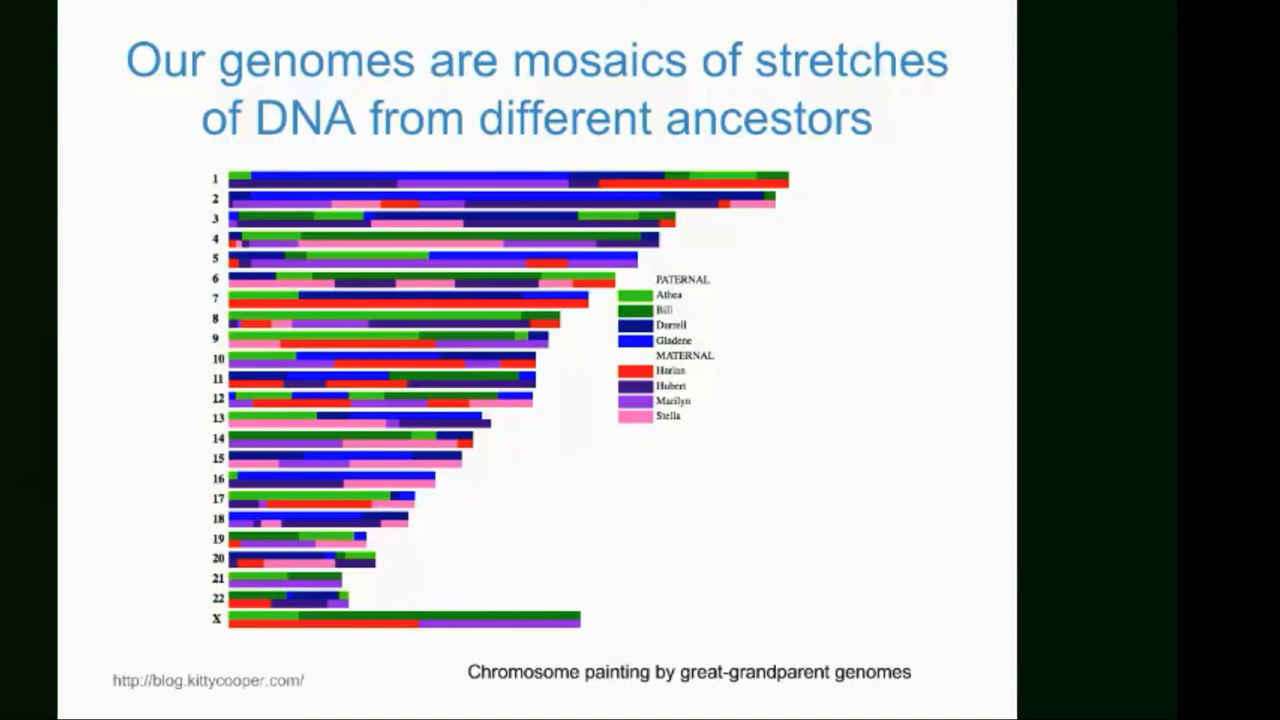 Our genomes are mosaics of stretches
of DNA from different ancestors
1
2
3
4
5
6
7
8
9
10
11
12
13
14
15
16
17
18
19
20
21
22
X
PATERNAL
Athea
Bill
Darrell
Gladene
MATERNAL
Harlan
Hubert
Marilyn
Stella
http://blog.kittycooper.com/
Chromosome painting by great-grandparent genomes